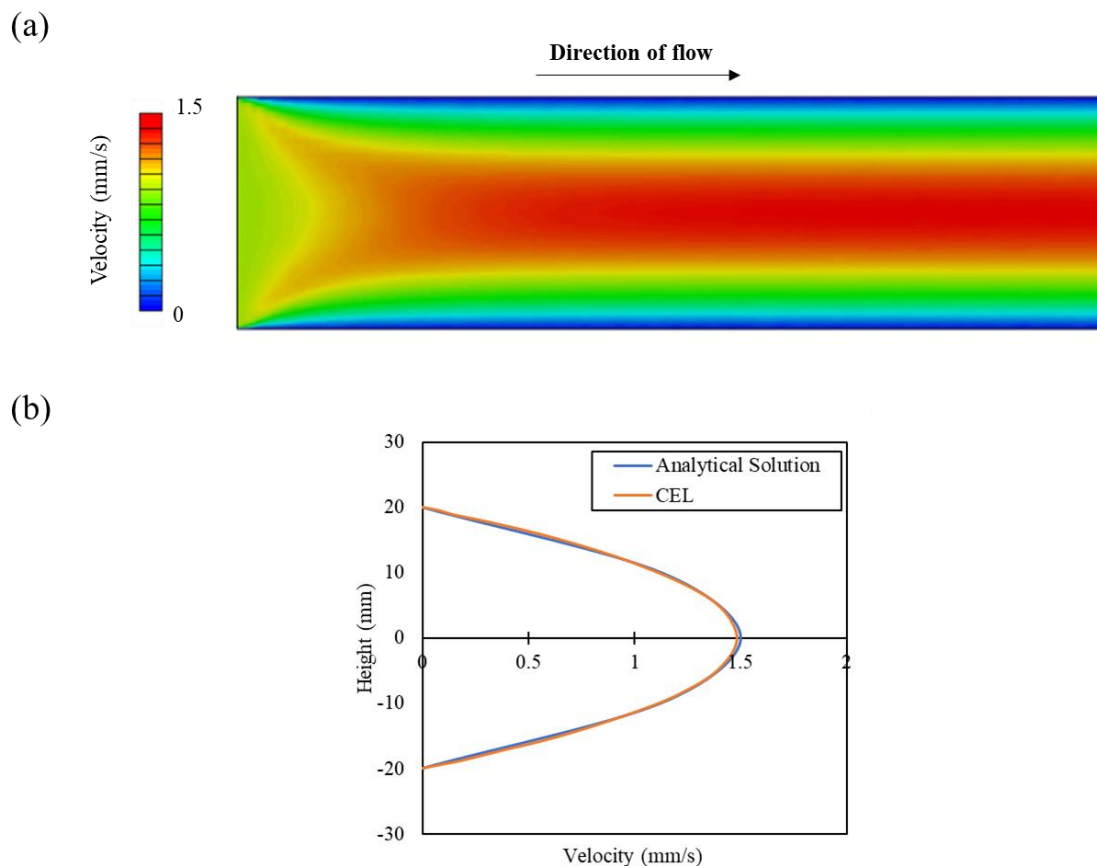 (a)
Direction of flow
1.5
Velocity (mm/s)
0
(b)
30
Analytical Solution
CEL
20
10
0
0 0.5 1 1.5 2
-10
-20
-30
Height (mm)
Velocity (mm/s)